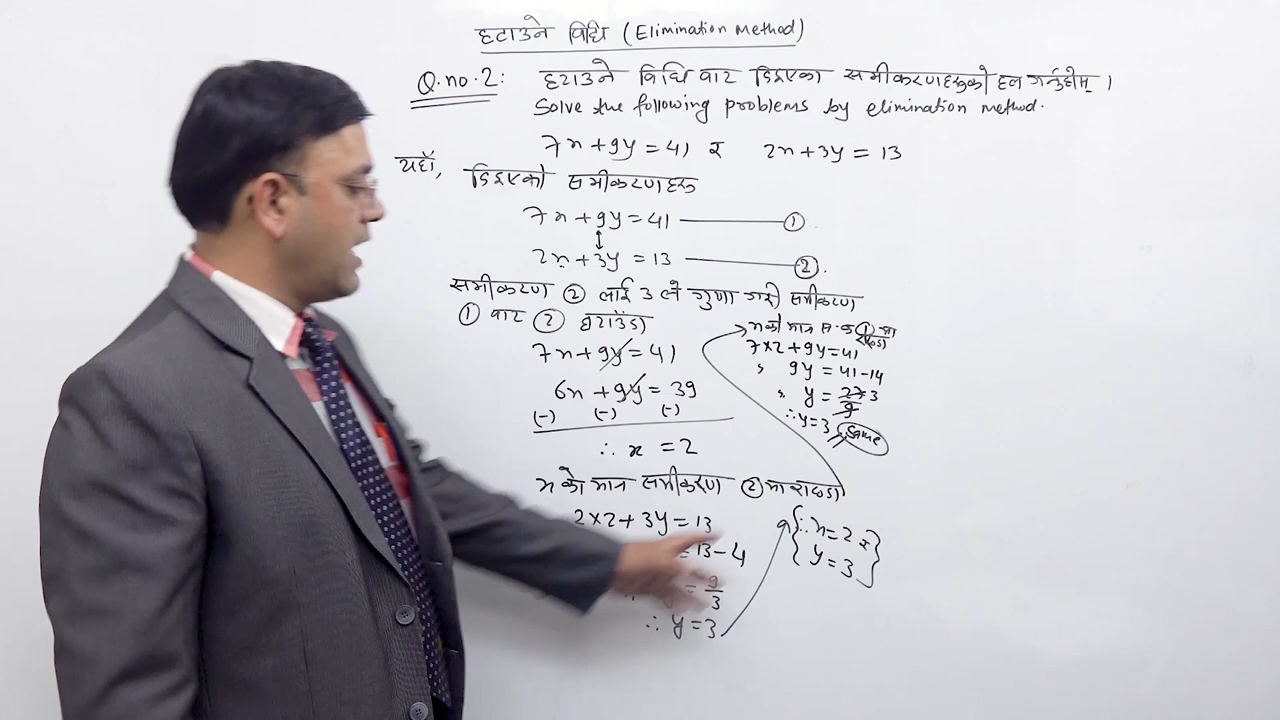 हटाउने विधि (Elimination Method)
Q.no.2: हटाउने विधि बाट दिइएका समीकरणहरुको हल गर्नुहोस् ।
Solve the following problems by elimination method.
7x + 9y = 41 र 2x + 3y = 13
यहाँ, दिइएको समीकरणहरु
7x + 9y = 41 ①
2x + 3y = 13 ②
समीकरण ② लाई 3 ले गुणा गरी समीकरण
① बाट ② घटाउँदा
7x + 9y = 41
6x + 9y = 39
(-) (-) (-)
∴ x = 2
x को मान समीकरण ② मा राख्दा
2×2 + 3y = 13
= 13 - 4
= 9/3
∴ y = 3
x को मान स.क ① मा राख्दा
7×2 + 9y = 41
, 9y = 41 - 14
, y = 27/9 3
∴ y = 3 Same
∴ x = 2 र
y = 3